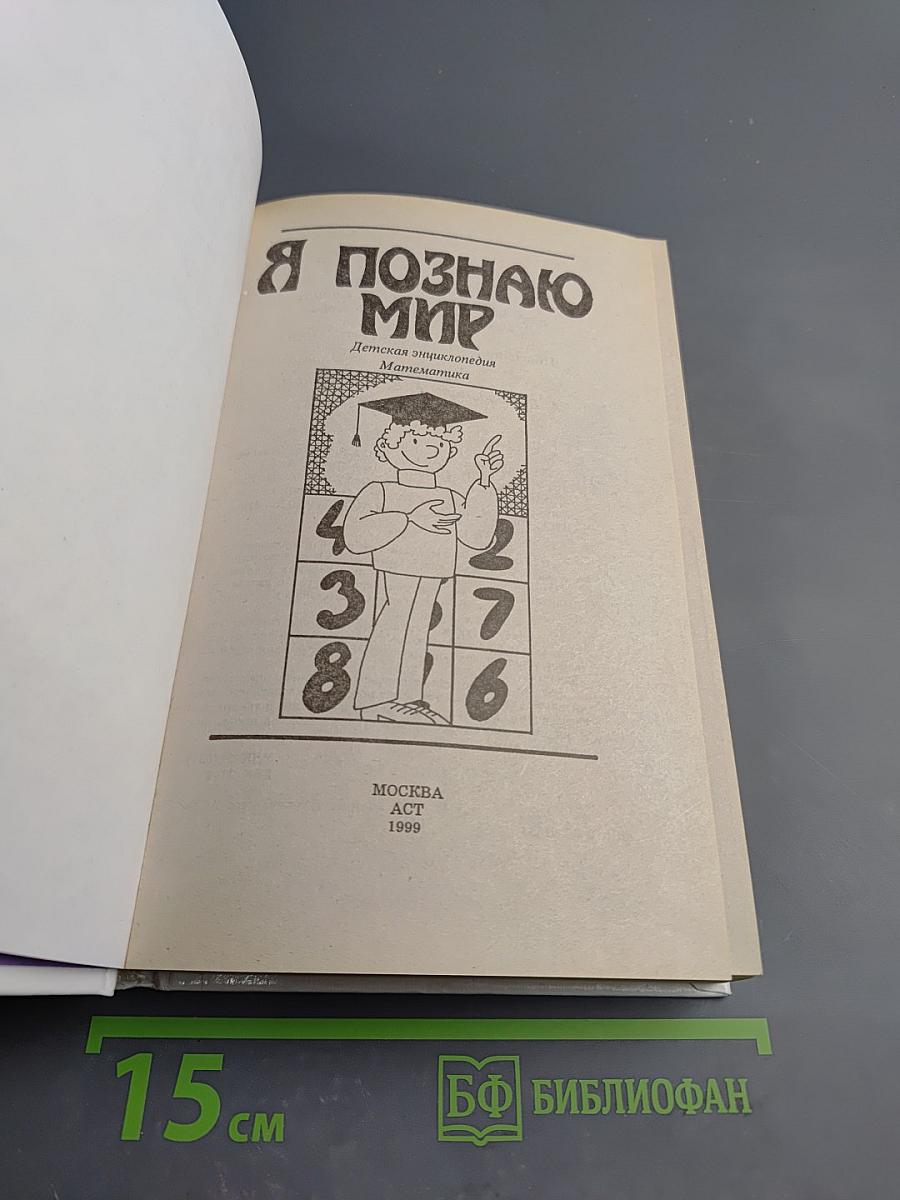 Я ПОЗНАЮ
МИР
Детская энциклопедия
Математика
4 2
3 7
8 6
МОСКВА
АСТ
1999
15 см
БФ БИБЛИОФАН